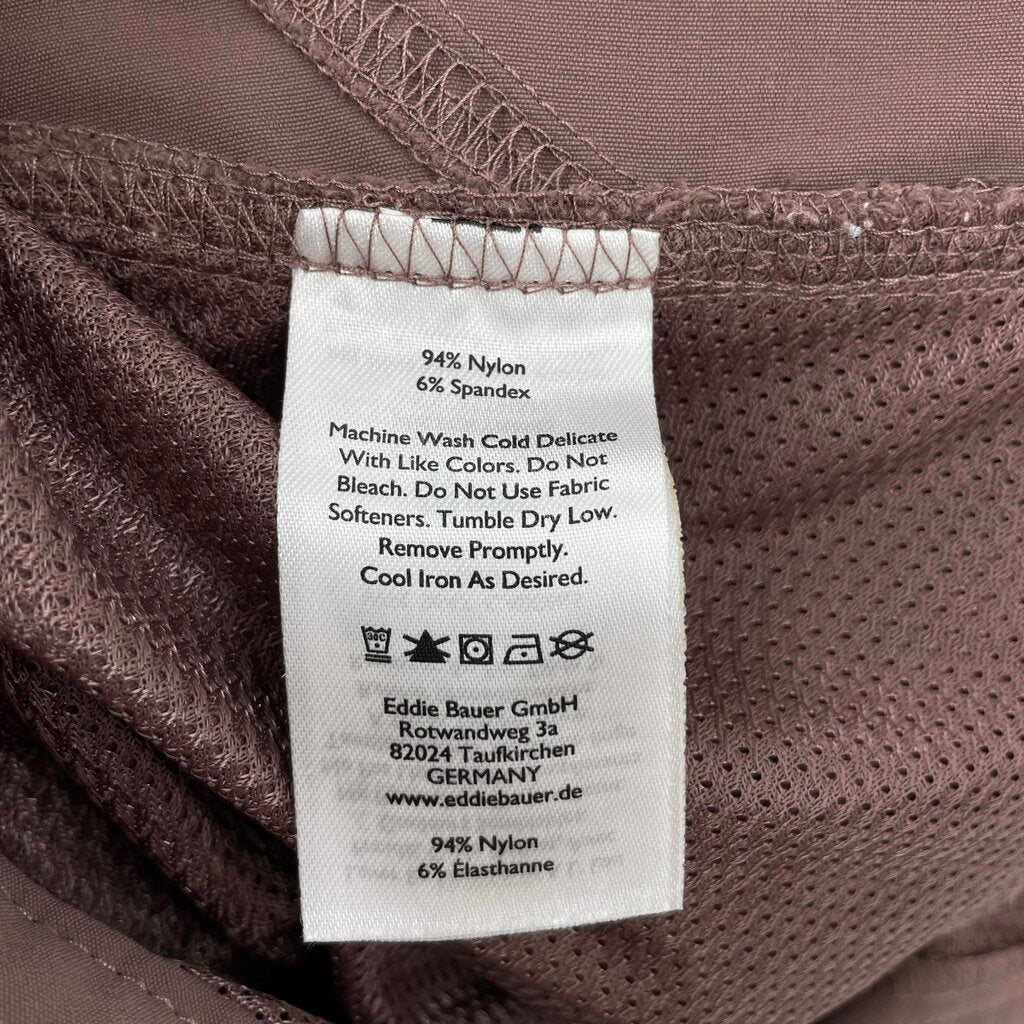 94% Nylon
6% Spandex
Machine Wash Cold Delicate
With Like Colors. Do Not
Bleach. Do Not Use Fabric
Softeners. Tumble Dry Low.
Remove Promptly.
Cool Iron As Desired.
30C
Eddie Bauer GmbH
Rotwandweg 3a
82024 Taufkirchen
GERMANY
www.eddiebauer.de
94% Nylon
6% Élasthanne